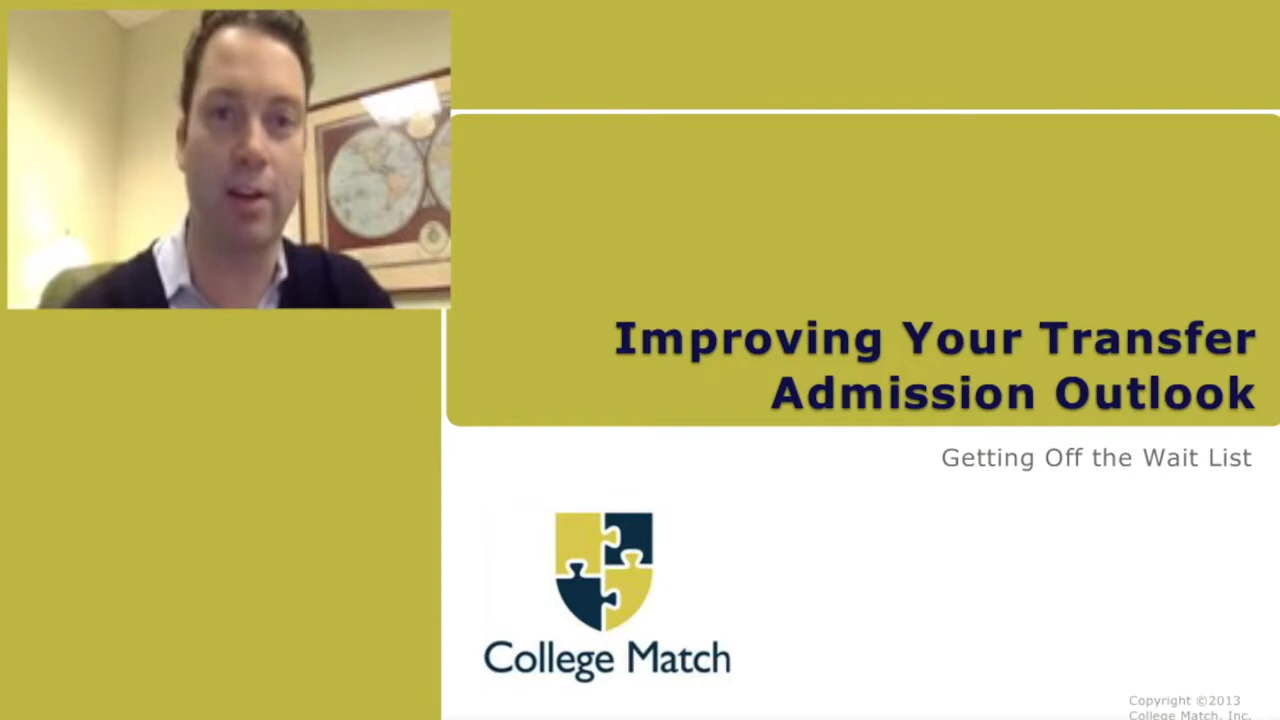 Improving Your Transfer
Admission Outlook
Getting Off the Wait List
College Match
Copyright ©2013
College Match, Inc.